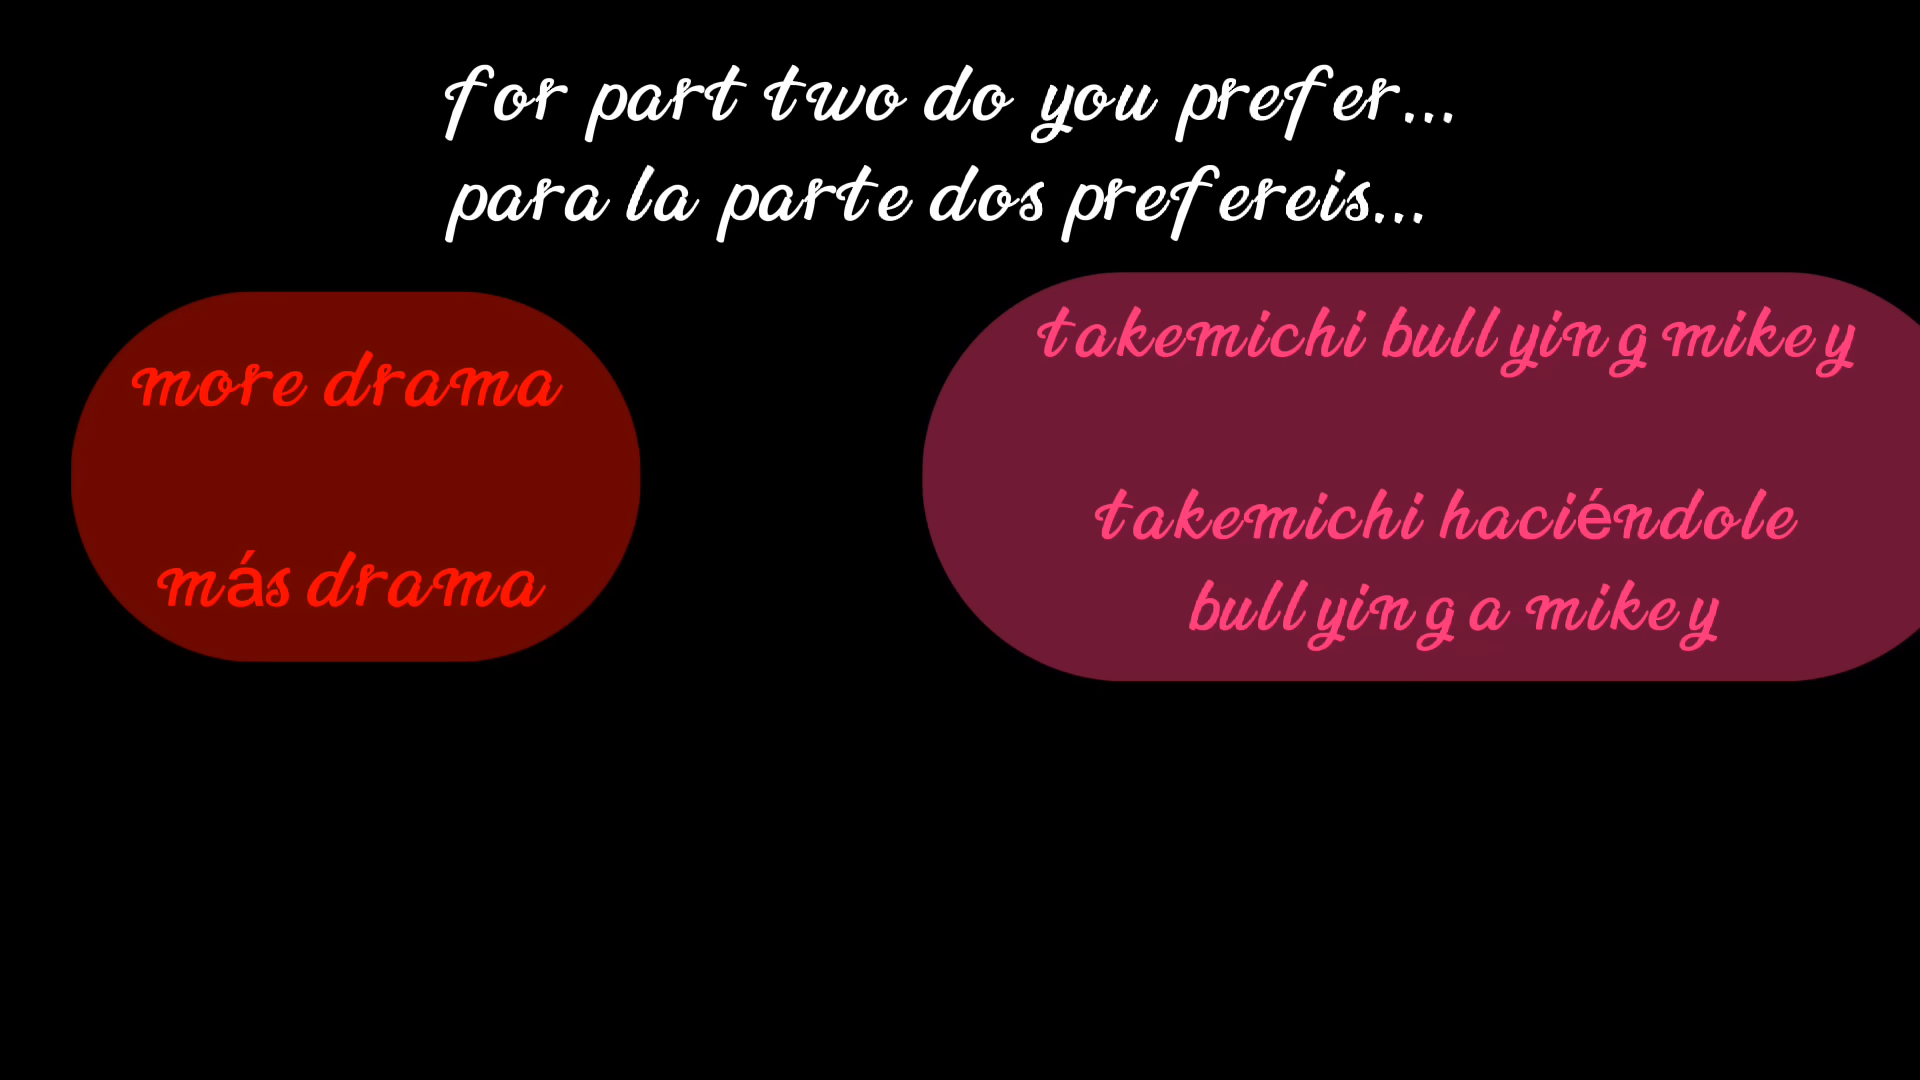 for part two do you prefer...
para la parte dos prefereis...
more drama
más drama
takemichi bullying mikey
takemichi haciéndole
bullying a mikey